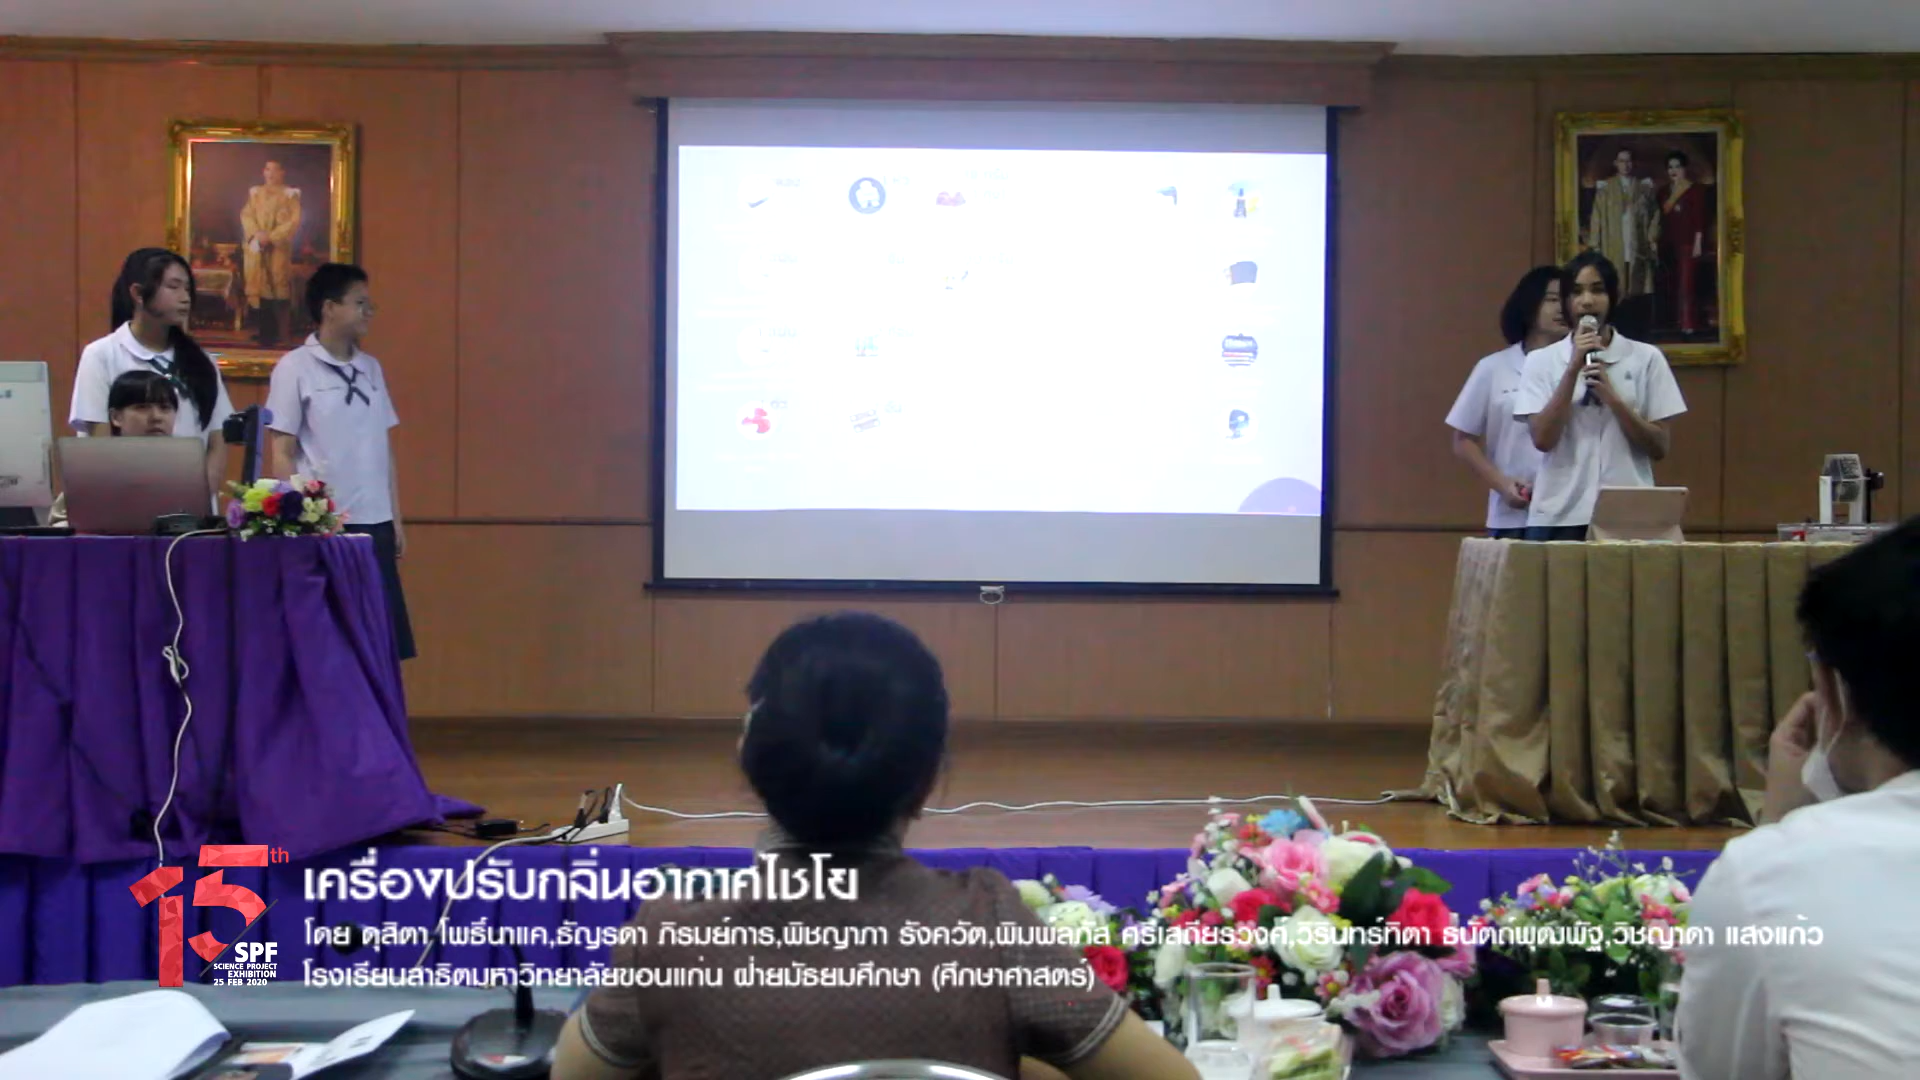 15th
SPF
SCIENCE PROJECT
EXHIBITION
25 FEB 2020
เครื่องปรับกลิ่นอากาศไชโย
โดย ดุสิตา โพธิ์นาแค,ธัญรดา ภิรมย์การ,พิชญาภา รังควัต,พิมพ์ลภัส ศรีเสถียรวงศ์,วิรินทร์ทิตา ธนัตถ์พุฒพัฐ,วิชญาดา แสงแก้ว
โรงเรียนสาธิตมหาวิทยาลัยขอนแก่น ฝ่ายมัธยมศึกษา (ศึกษาศาสตร์)